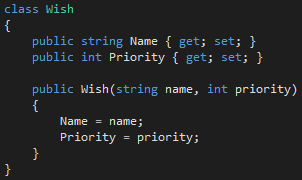 class Wish
{
    public string Name { get; set; }
    public int Priority { get; set; }

    public Wish(string name, int priority)
    {
        Name = name;
        Priority = priority;
    }
}